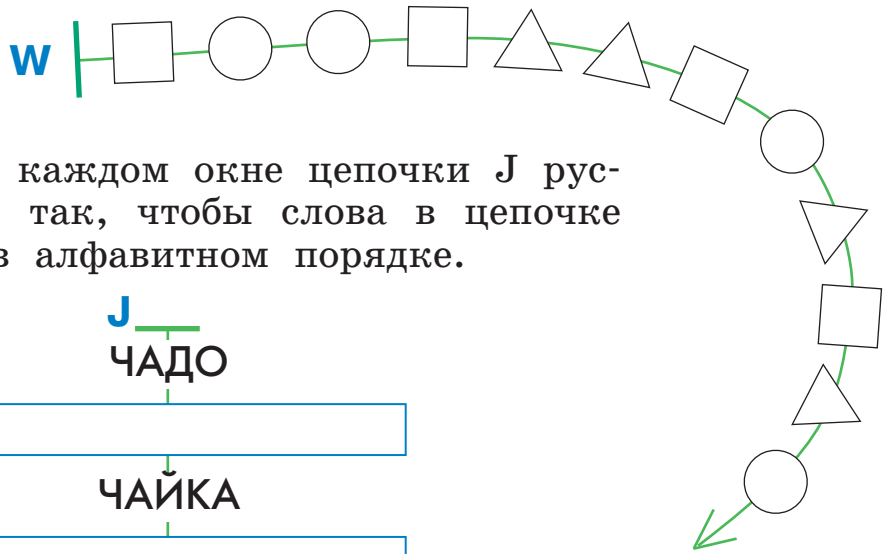 W
каждом окне цепочки J рус-
так, чтобы слова в цепочке
в алфавитном порядке.
J
ЧАДО
ЧАЙКА